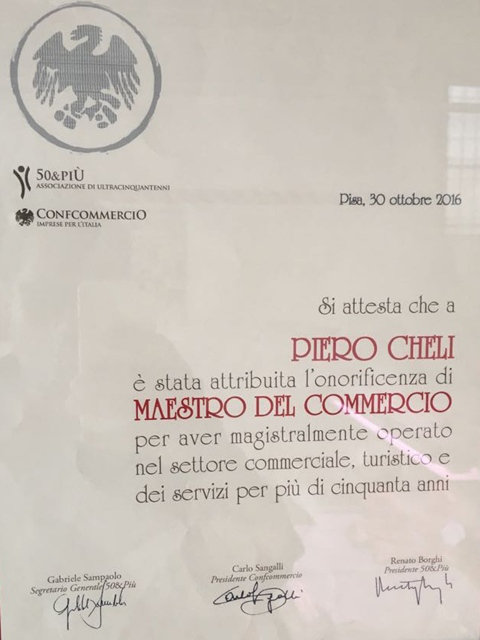 50&PIÙ
ASSOCIAZIONE DI ULTRACINQUANTENNI
CONFCOMMERCIO
IMPRESE PER L'ITALIA
Pisa, 30 ottobre 2016
Si attesta che a
PIERO CHELI
è stata attribuita l'onorificenza di
MAESTRO DEL COMMERCIO
per aver magistralmente operato
nel settore commerciale, turistico e
dei servizi per più di cinquanta anni
Gabriele Sampaolo
Segretario Generale 50&Più
Carlo Sangalli
Presidente Confcommercio
Renato Borghi
Presidente 50&Più